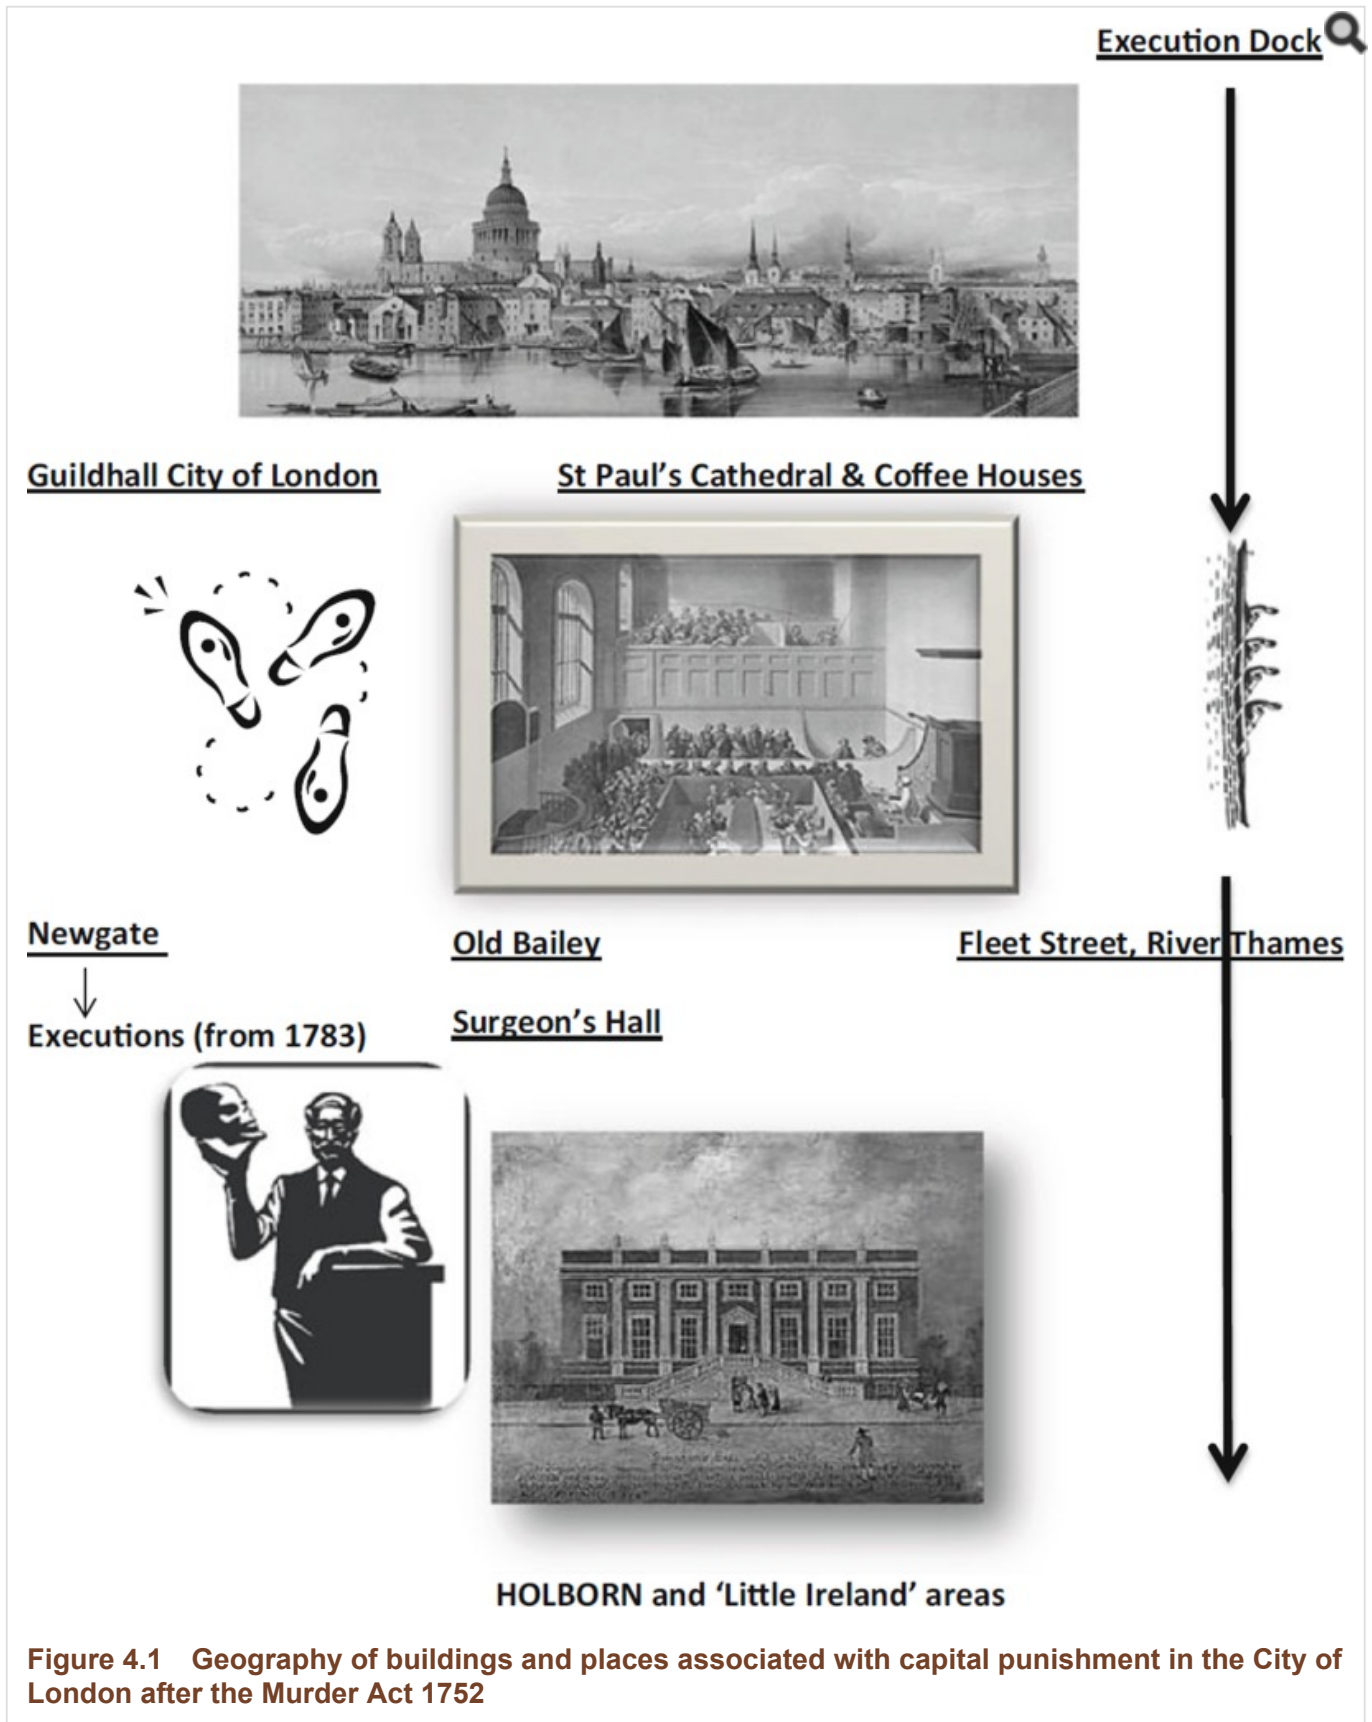 Execution Dock
Guildhall City of London
St Paul's Cathedral & Coffee Houses
Newgate
Old Bailey
Fleet Street, River Thames
Executions (from 1783)
Surgeon's Hall
HOLBORN and 'Little Ireland' areas
Figure 4.1 Geography of buildings and places associated with capital punishment in the City of
London after the Murder Act 1752